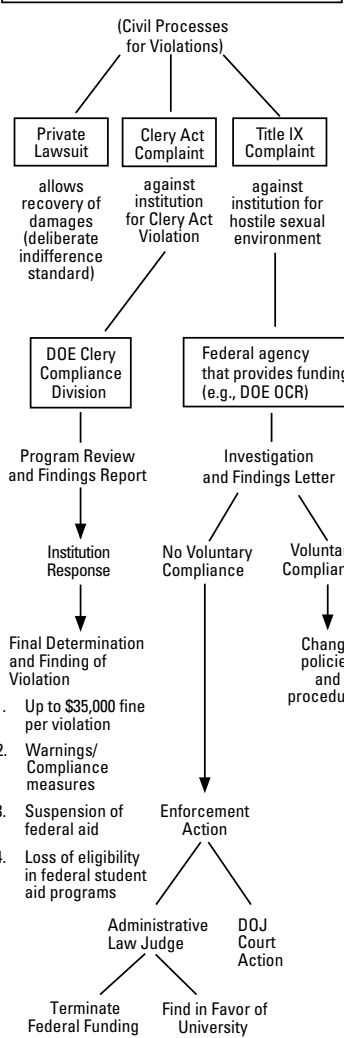 (Civil Processes
for Violations)
Private
Lawsuit
Clery Act
Complaint
Title IX
Complaint
allows
recovery of
damages
(deliberate
indifference
standard)
against
institution
for Clery Act
Violation
against
institution for
hostile sexual
environment
DOE Clery
Compliance
Division
Federal agency
that provides funding
(e.g., DOE OCR)
Program Review
and Findings Report
Investigation
and Findings Letter
Institution
Response
No Voluntary
Compliance
Final Determination
and Finding of
Violation
Up to $35,000 fine
per violation
2. Warnings/
Compliance
measures
3. Suspension of
federal aid
4. Loss of eligibility
in federal student
aid programs
and
Enforcement
Action
Administrative
Law Judge
DOJ
Court
Action
Terminate
Federal Funding
Find in Favor of
University